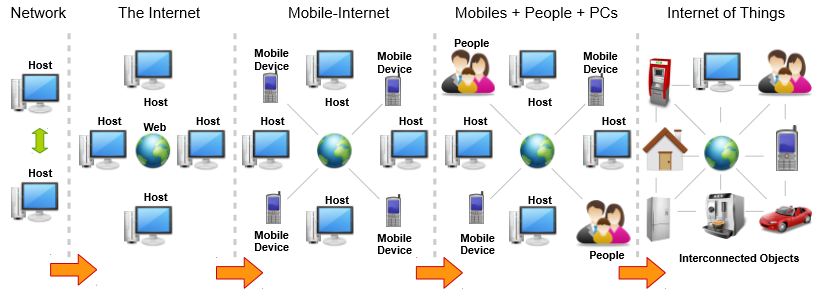 Network
The Internet
Mobile-Internet
Mobiles + People + PCs
Internet of Things
Host
Host
Host
Host
Web
Host
Host
Mobile
Device
Mobile
Device
Host
Host
Host
Mobile
Device
Host
Mobile
Device
People
Mobile
Device
Host
Host
Host
Mobile
Device
Host
People
Interconnected Objects